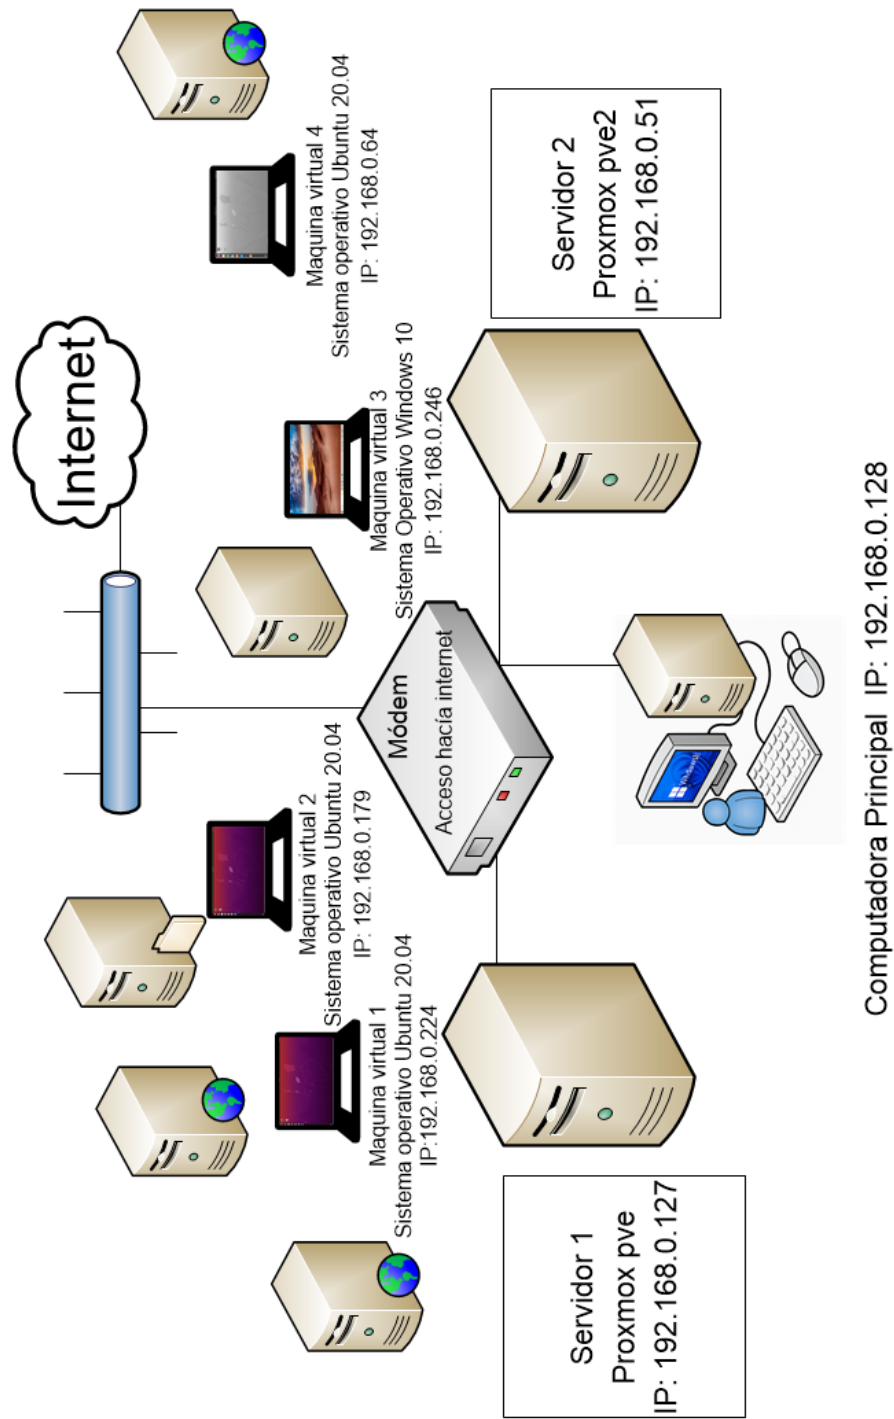 Internet
Maquina virtual 1
Sistema operativo Ubuntu 20.04
IP:192.168.0.224
Maquina virtual 2
Sistema operativo Ubuntu 20.04
IP: 192.168.0.179
Maquina virtual 3
Sistema Operativo Windows 10
IP: 192.168.0.246
Maquina virtual 4
Sistema operativo Ubuntu 20.04
IP: 192.168.0.64
Módem
Acceso hacía internet
Servidor 1
Proxmox pve
IP: 192.168.0.127
Servidor 2
Proxmox pve2
IP: 192.168.0.51
Computadora Principal IP: 192.168.0.128